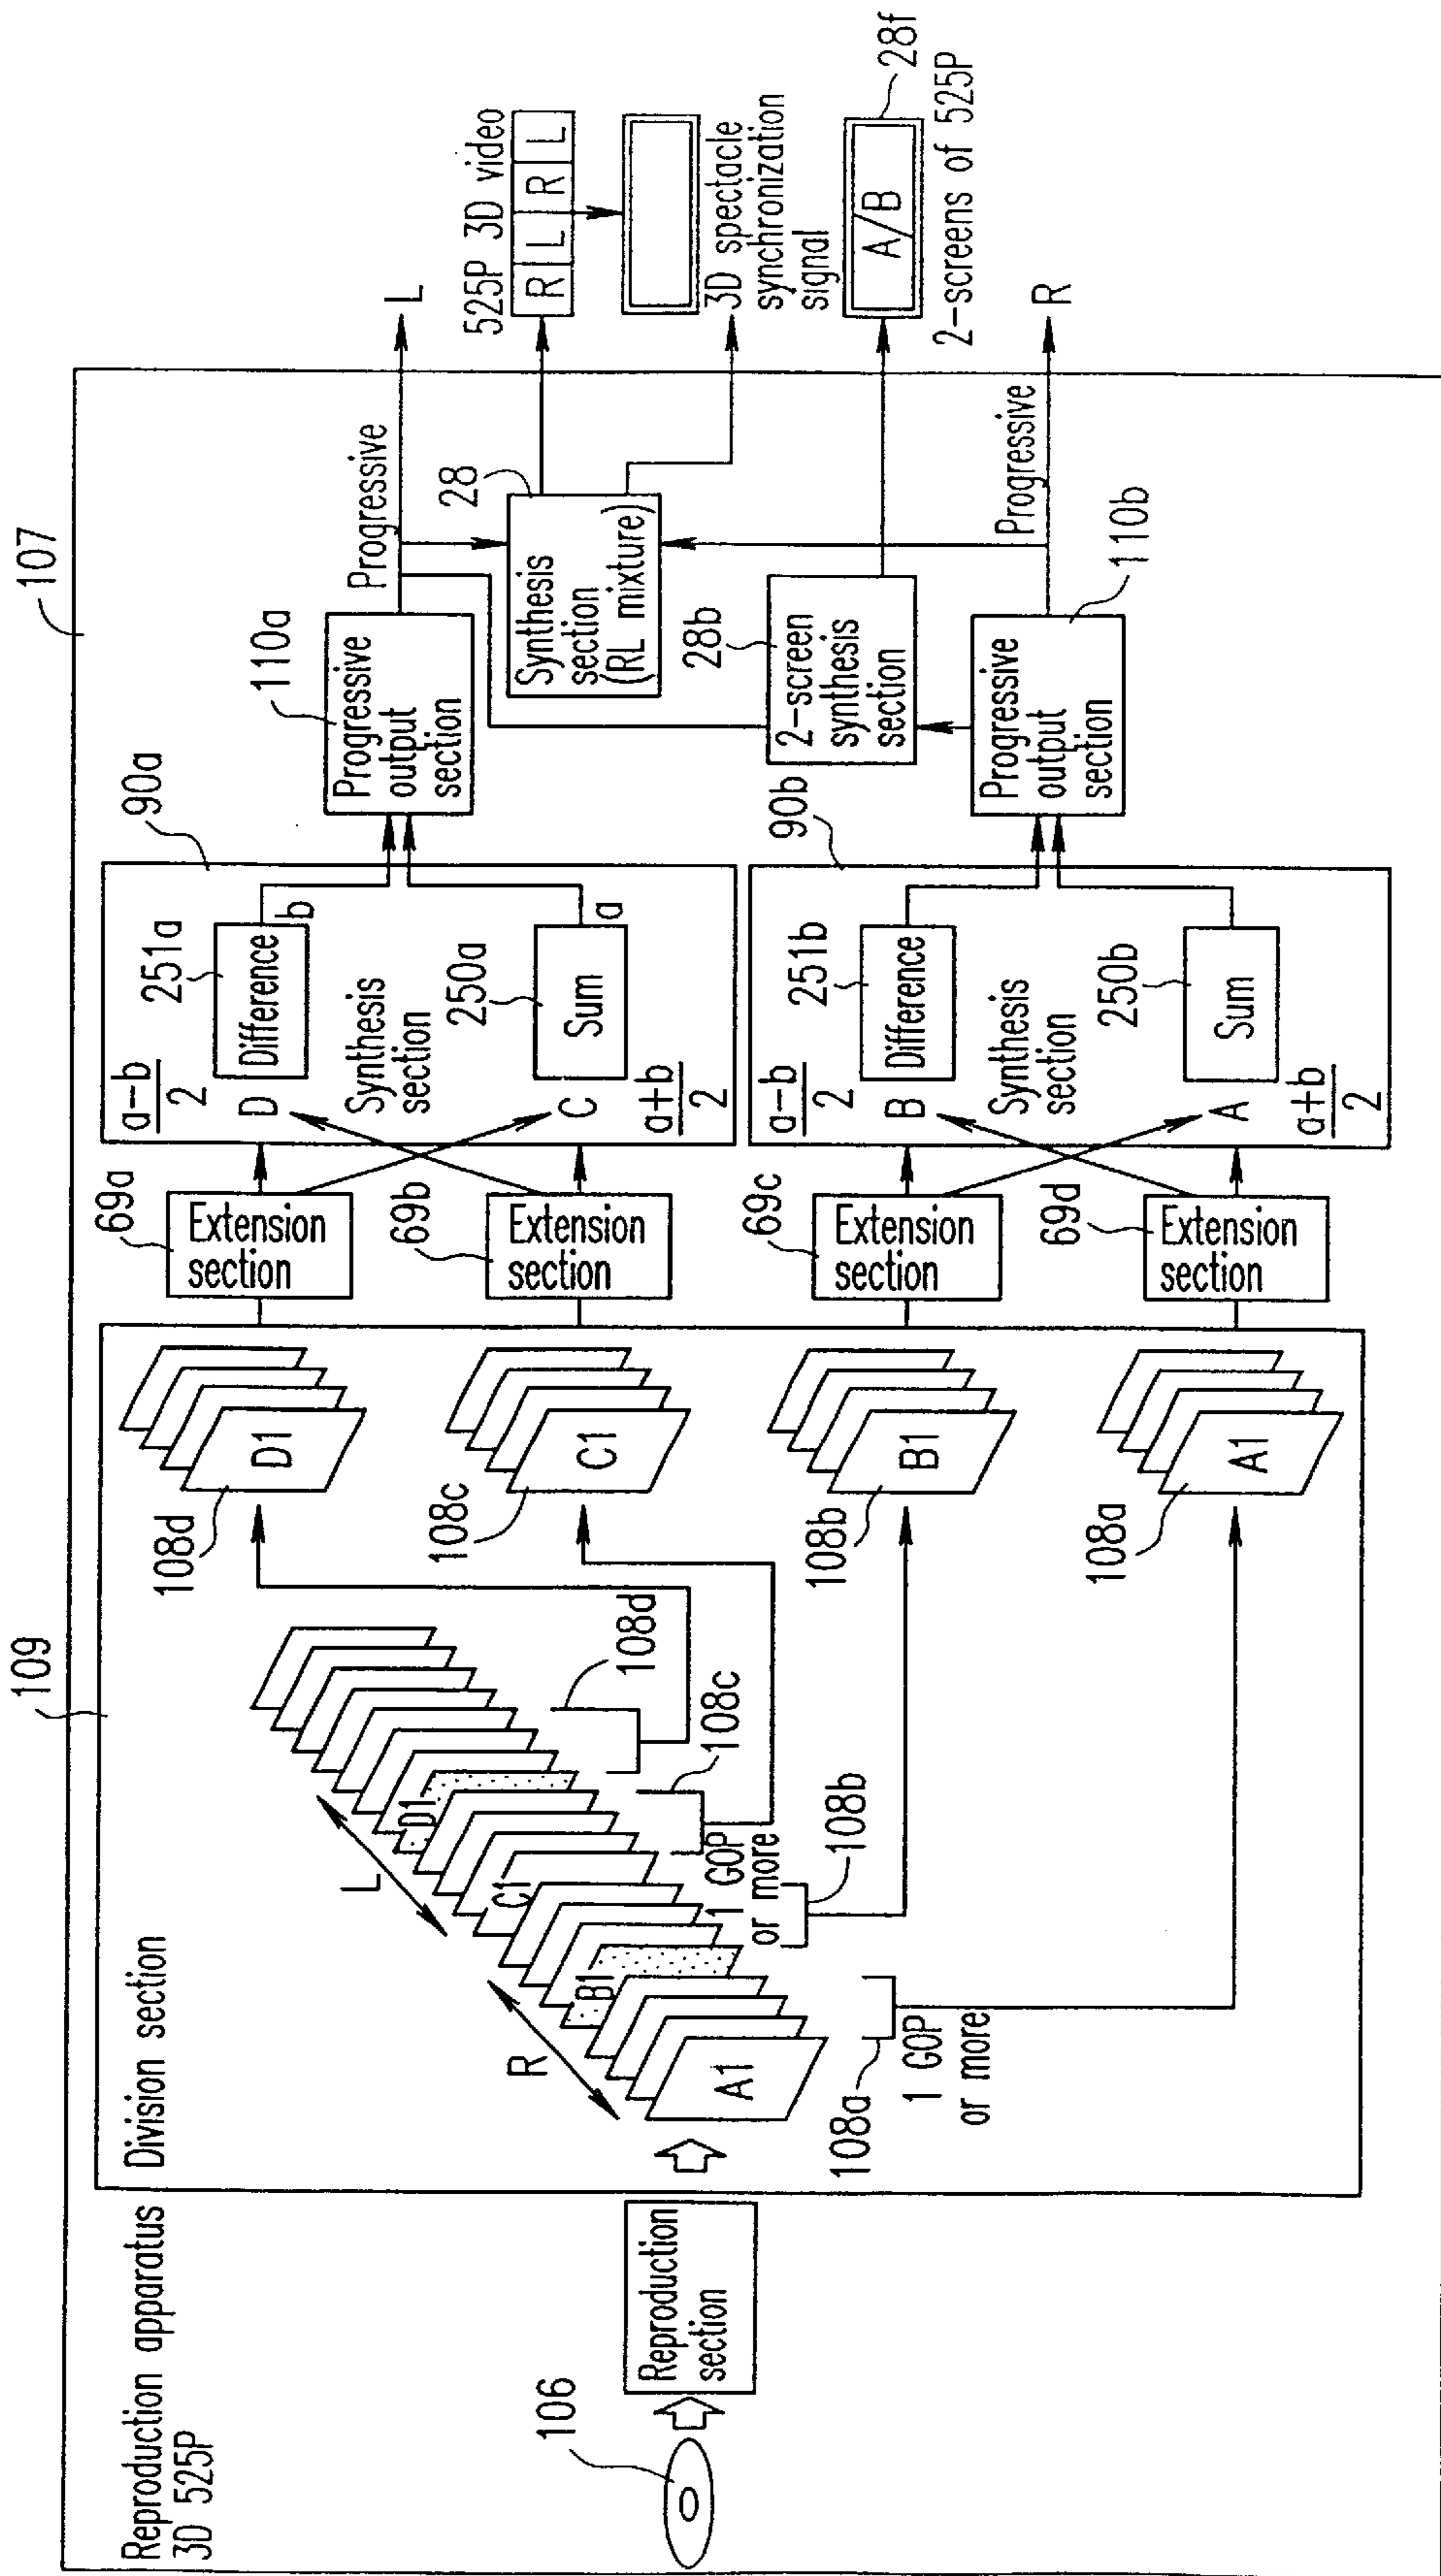 107
109
Reproduction apparatus
3D 525P
Division section
106
Reproduction
section
R
L
A1
B1
C1
D1
108a
1 GOP
or more
108b
1 GOP
or more
108c
108d
108d
D1
108c
C1
108b
B1
108a
A1
69a
Extension
section
69b
Extension
section
69c
Extension
section
69d
Extension
section
90a
a-b
2
D
251a
Difference
b
Synthesis
section
C
250a
Sum
a
a+b
2
90b
a-b
2
B
251b
Difference
Synthesis
section
A
250b
Sum
a+b
2
110a
Progressive
output
section
Progressive
L
28
Synthesis
section
(RL mixture)
28b
2-screen
synthesis
section
Progressive
output
section
110b
Progressive
R
525P 3D video
R L R L
3D spectacle
synchronization
signal
A/B
28f
2-screens of 525P